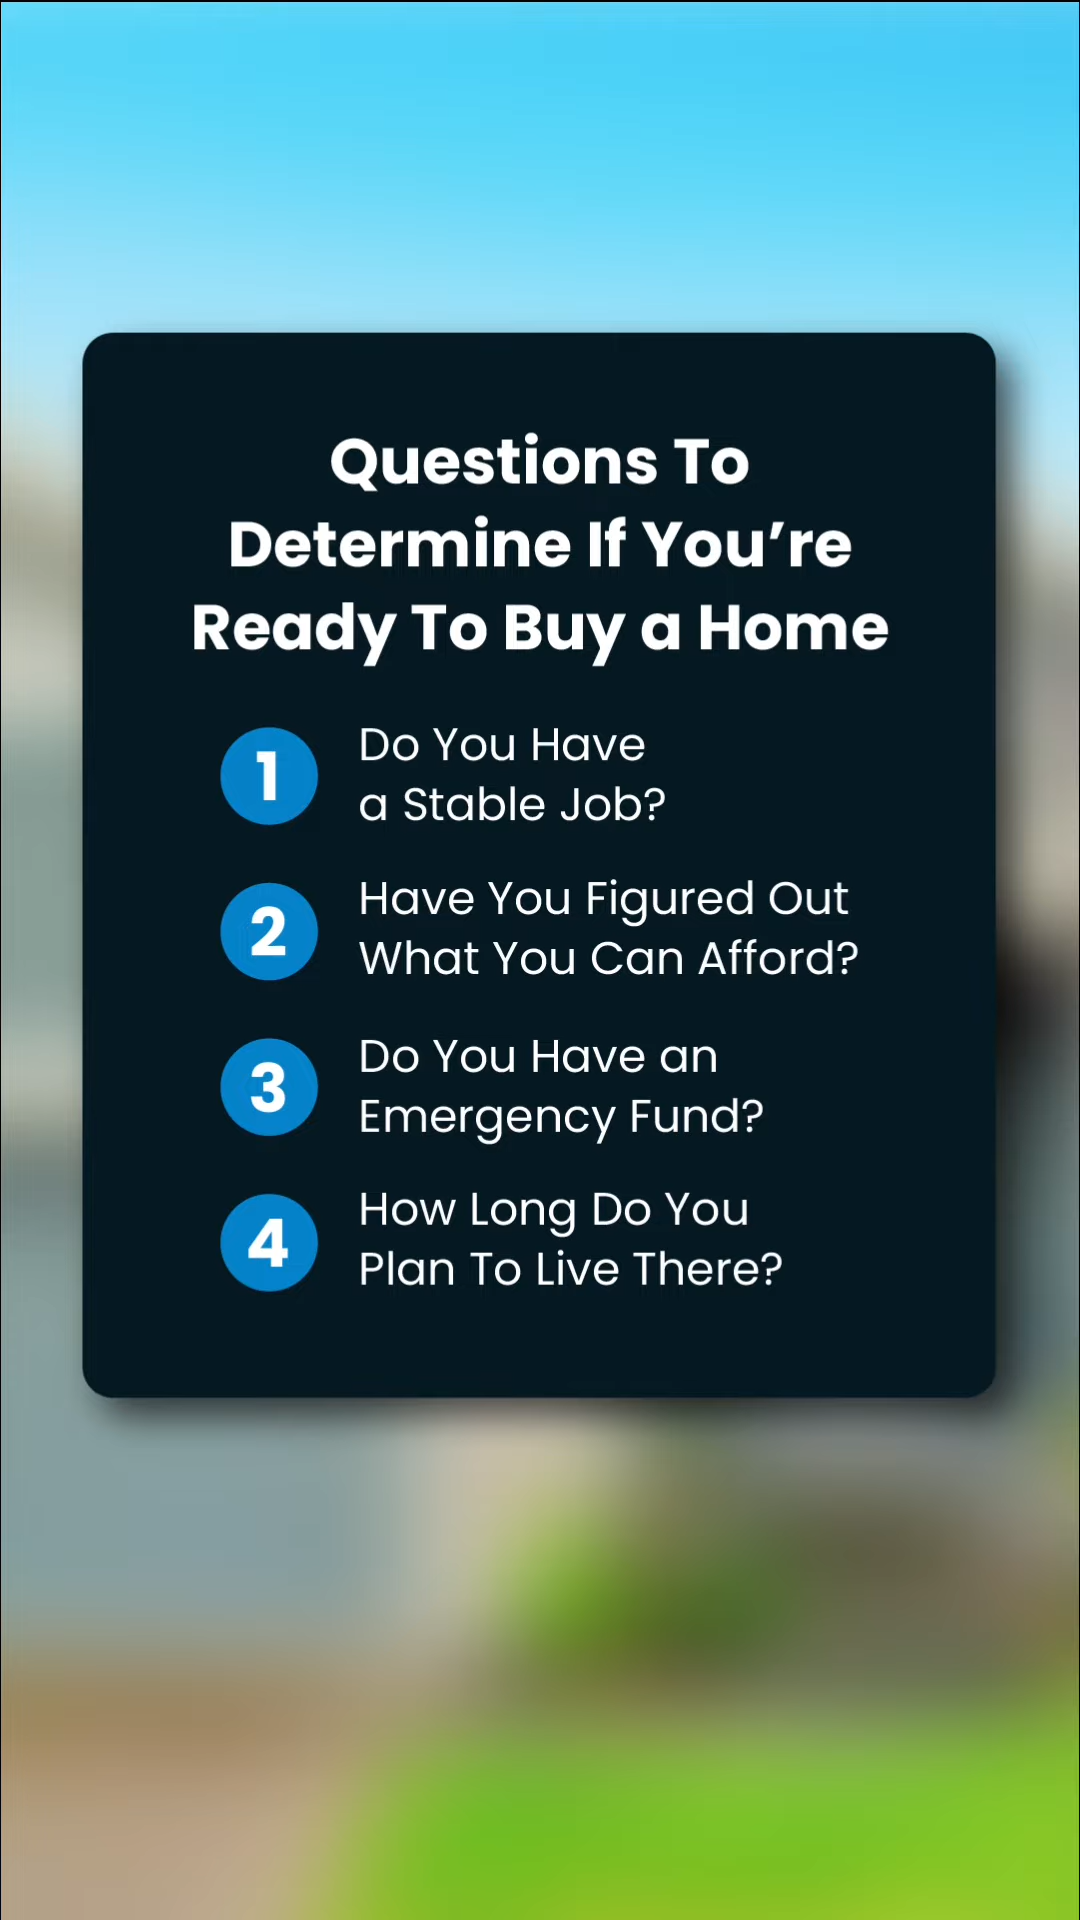 Questions To
Determine If You’re
Ready To Buy a Home
1
Do You Have
a Stable Job?
2
Have You Figured Out
What You Can Afford?
3
Do You Have an
Emergency Fund?
4
How Long Do You
Plan To Live There?